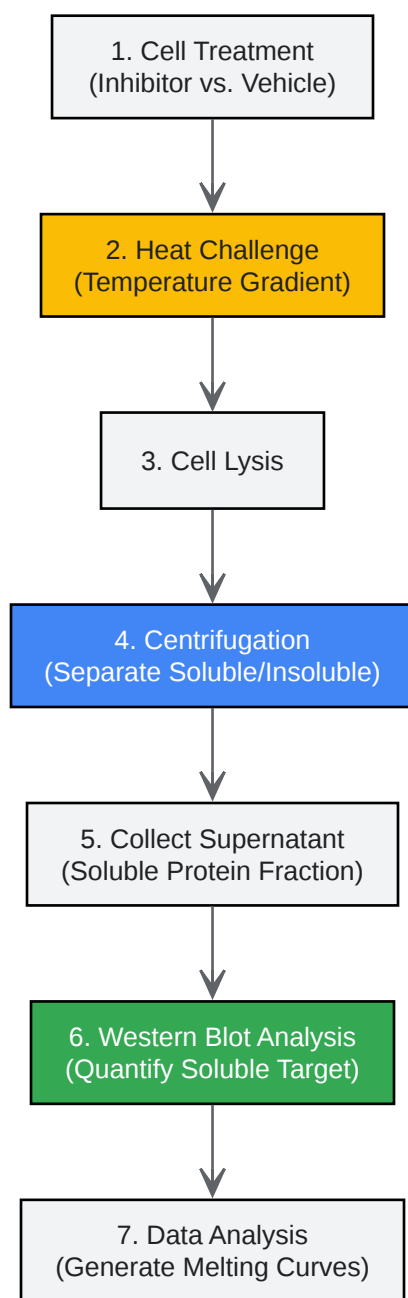 1. Cell Treatment
(Inhibitor vs. Vehicle)
2. Heat Challenge
(Temperature Gradient)
3. Cell Lysis
4. Centrifugation
(Separate Soluble/Insoluble)
5. Collect Supernatant
(Soluble Protein Fraction)
6. Western Blot Analysis
(Quantify Soluble Target)
7. Data Analysis
(Generate Melting Curves)